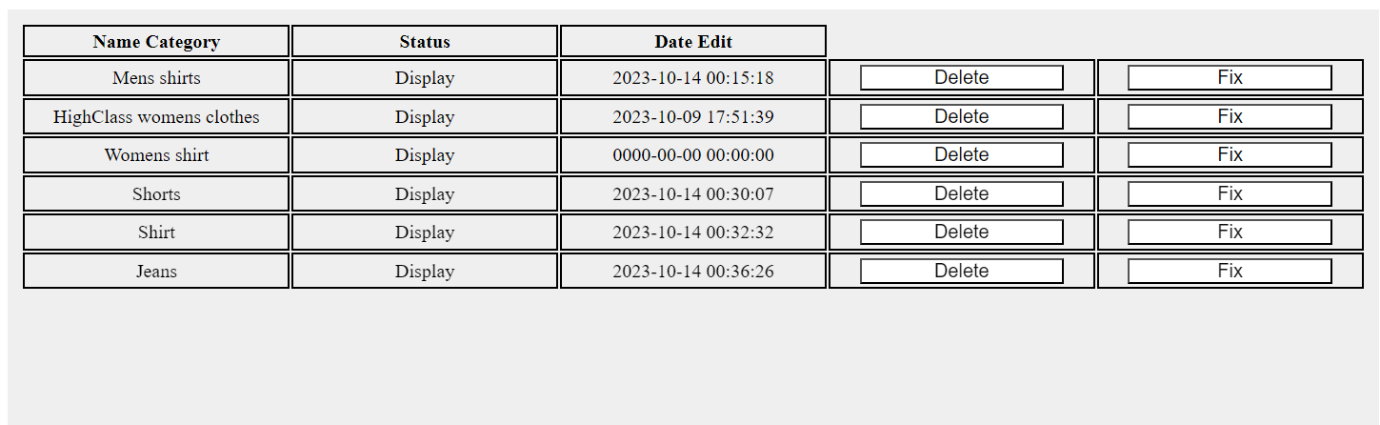 Name Category Status Date Edit
Mens shirts Display 2023-10-14 00:15:18 Delete Fix
HighClass womens clothes Display 2023-10-09 17:51:39 Delete Fix
Womens shirt Display 0000-00-00 00:00:00 Delete Fix
Shorts Display 2023-10-14 00:30:07 Delete Fix
Shirt Display 2023-10-14 00:32:32 Delete Fix
Jeans Display 2023-10-14 00:36:26 Delete Fix